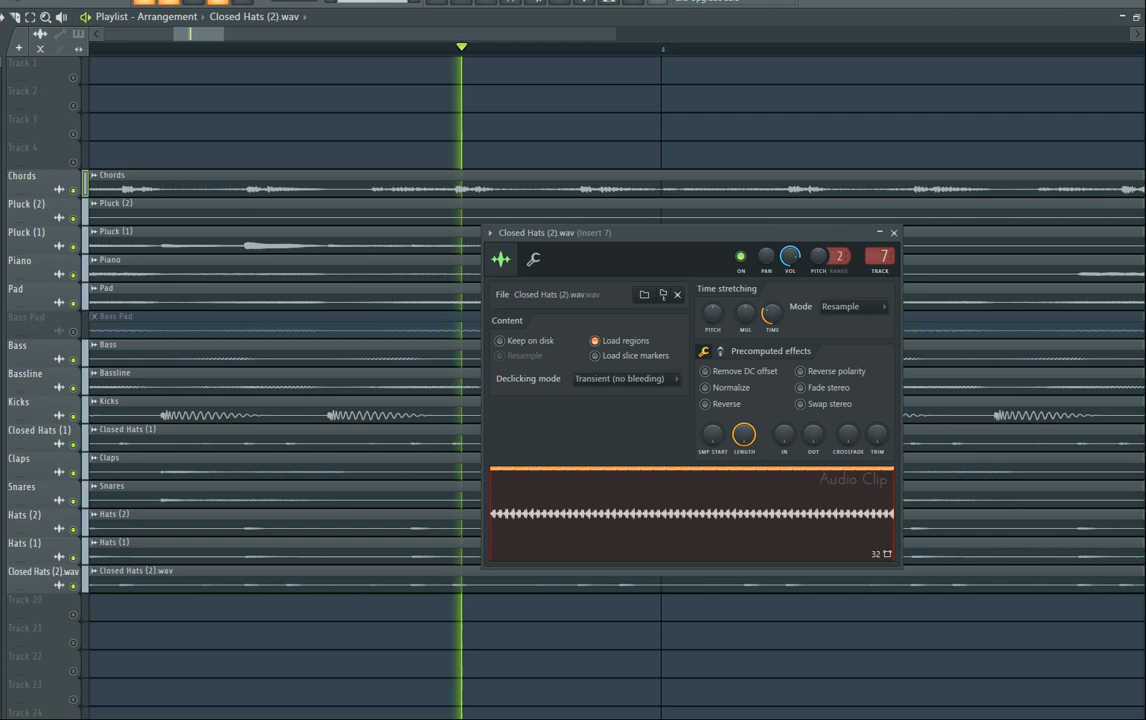 Playlist - Arrangement › Closed Hats (2).wav ›
4
Track 1
Track 2
Track 3
Track 4
Chords
Chords
Pluck (2)
Pluck (2)
Pluck (1)
Pluck (1)
Piano
Piano
Pad
Pad
Bass Pad
Bass Pad
Bass
Bass
Bassline
Bassline
Kicks
Kicks
Closed Hats (1)
Closed Hats (1)
Claps
Claps
Snares
Snares
Hats (2)
Hats (2)
Hats (1)
Hats (1)
Closed Hats (2).wav
Closed Hats (2).wav
Track 20
Track 21
Track 22
Track 23
Track 24
Closed Hats (2).wav (Insert 7)
2
7
ON
PAN
VOL
PITCH RANGE
TRACK
File Closed Hats (2).wav.wav
Content
Keep on disk
Load regions
Resample
Load slice markers
Declicking mode
Transient (no bleeding)
Time stretching
PITCH
MUL
TIME
Mode
Resample
Precomputed effects
Remove DC offset
Reverse polarity
Normalize
Fade stereo
Reverse
Swap stereo
SMP START
LENGTH
IN
OUT
CROSSFADE
TRIM
Audio Clip
32